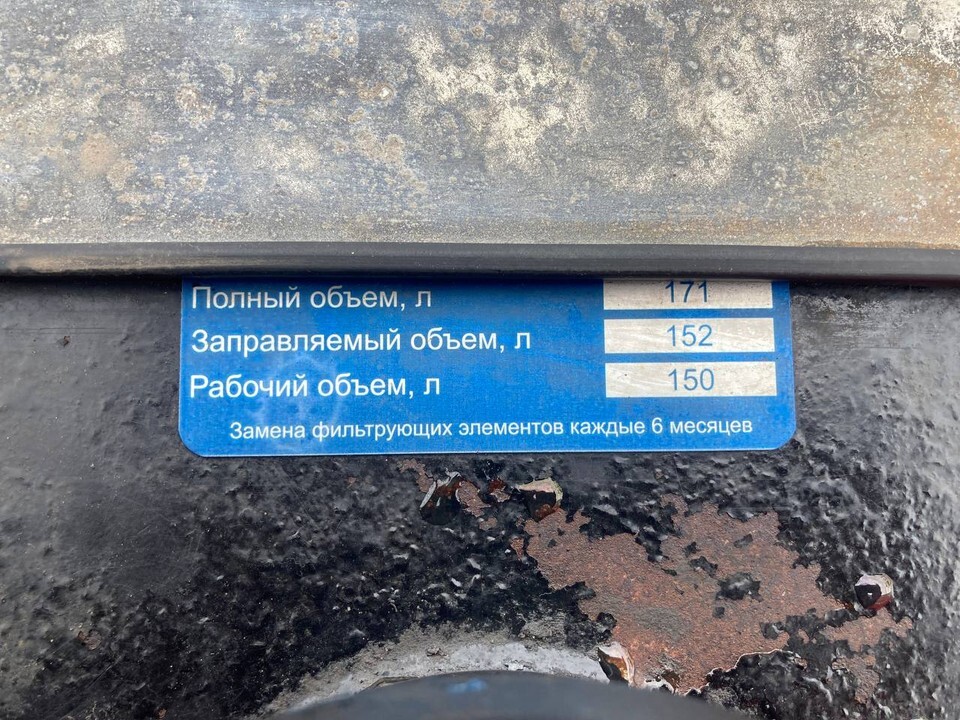 Полный объем, л 171
Заправляемый объем, л 152
Рабочий объем, л 150
Замена фильтрующих элементов каждые 6 месяцев